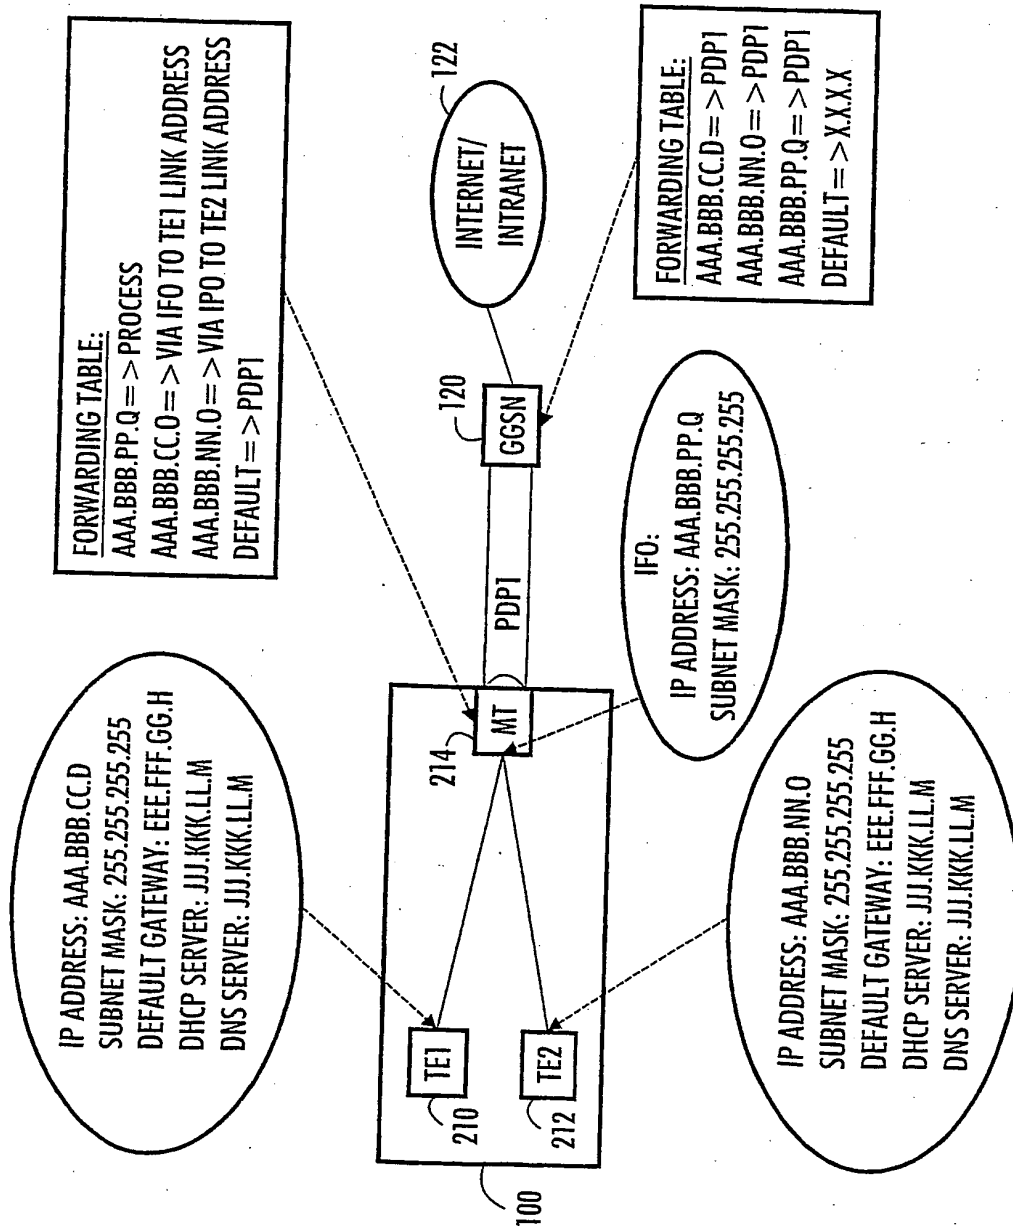 IP ADDRESS: AAA.BBB.CC.D
SUBNET MASK: 255.255.255.255
DEFAULT GATEWAY: EEE.FFF.GG.H
DHCP SERVER: JJJ.KKK.LL.M
DNS SERVER: JJJ.KKK.LL.M
FORWARDING TABLE:
AAA.BBB.PP.Q=>PROCESS
AAA.BBB.CC.O=>VIA IFO TO TE1 LINK ADDRESS
AAA.BBB.NN.O=>VIA IPO TO TE2 LINK ADDRESS
DEFAULT=>PDP1
100
TE1
210
TE2
212
214
MT
PDP1
120
GGSN
122
INTERNET/
INTRANET
IP ADDRESS: AAA.BBB.NN.O
SUBNET MASK: 255.255.255.255
DEFAULT GATEWAY: EEE.FFF.GG.H
DHCP SERVER: JJJ.KKK.LL.M
DNS SERVER: JJJ.KKK.LL.M
IFO:
IP ADDRESS: AAA.BBB.PP.Q
SUBNET MASK: 255.255.255.255
FORWARDING TABLE:
AAA.BBB.CC.D=>PDP1
AAA.BBB.NN.O=>PDP1
AAA.BBB.PP.Q=>PDP1
DEFAULT=>X.X.X.X